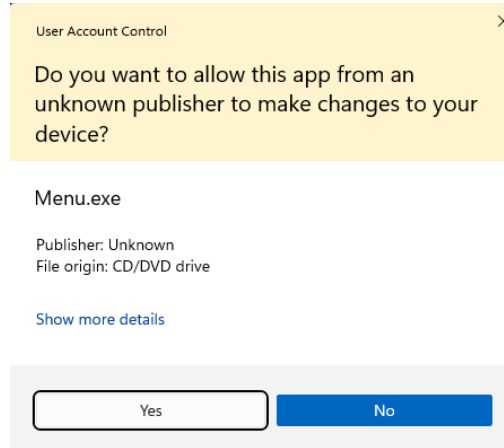 User Account Control
Do you want to allow this app from an
unknown publisher to make changes to your
device?
Menu.exe
Publisher: Unknown
File origin: CD/DVD drive
Show more details
Yes
No